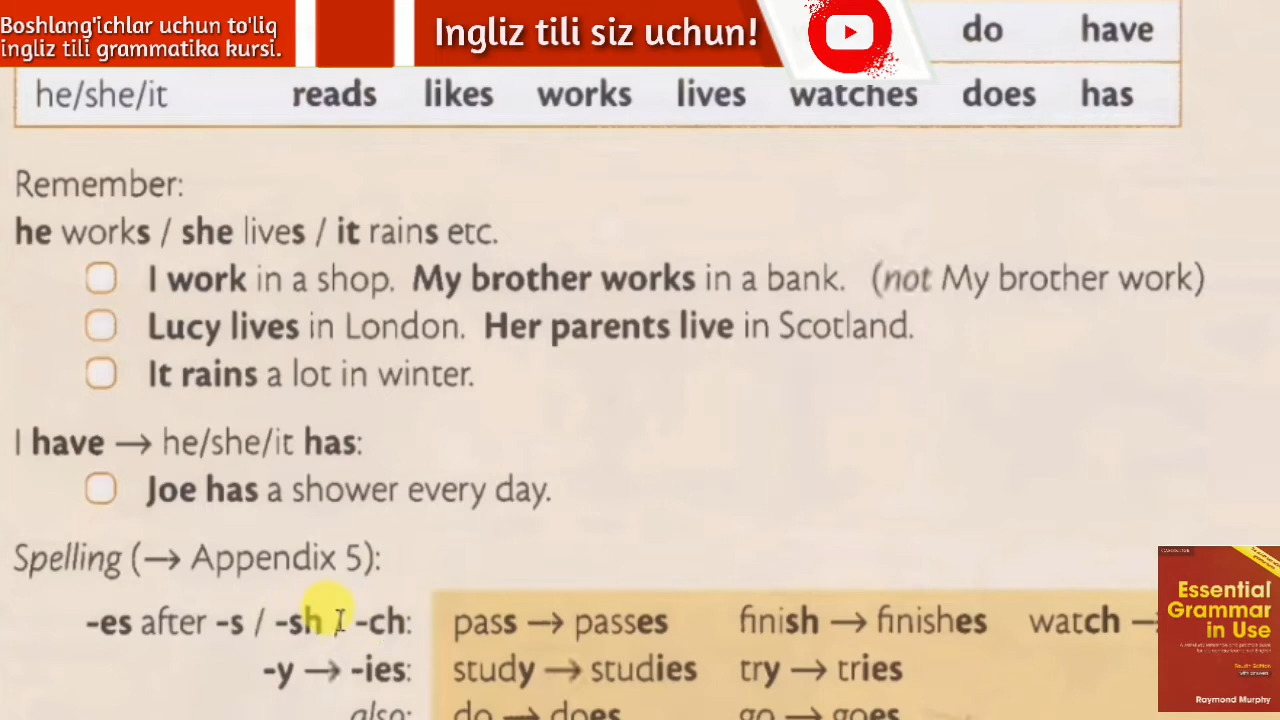 Boshlang'ichlar uchun to'liq
ingliz tili grammatika kursi.
Ingliz tili siz uchun!
do have
he/she/it reads likes works lives watches does has
Remember:
he works / she lives / it rains etc.
I work in a shop. My brother works in a bank. (not My brother work)
Lucy lives in London. Her parents live in Scotland.
It rains a lot in winter.
I have → he/she/it has:
Joe has a shower every day.
Spelling (→ Appendix 5):
-es after -s / -sh / -ch: pass → passes finish → finishes watch →
-y → -ies: study → studies try → tries
also: do → does go → goes
Essential
Grammar
in Use
Fourth Edition
with answers
Raymond Murphy